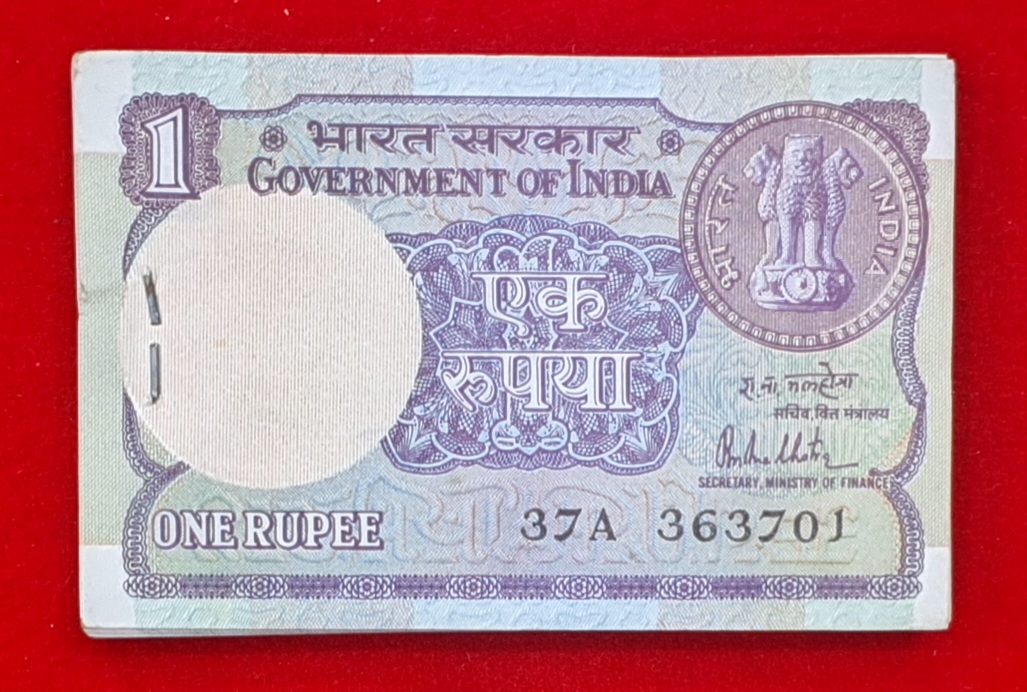 1
भारत सरकार
GOVERNMENT OF INDIA
भारत
INDIA
एक
रुपया
रा. ना. मलहोत्रा
सचिव, वित्त मंत्रालय
SECRETARY, MINISTRY OF FINANCE
ONE RUPEE
37A 363701